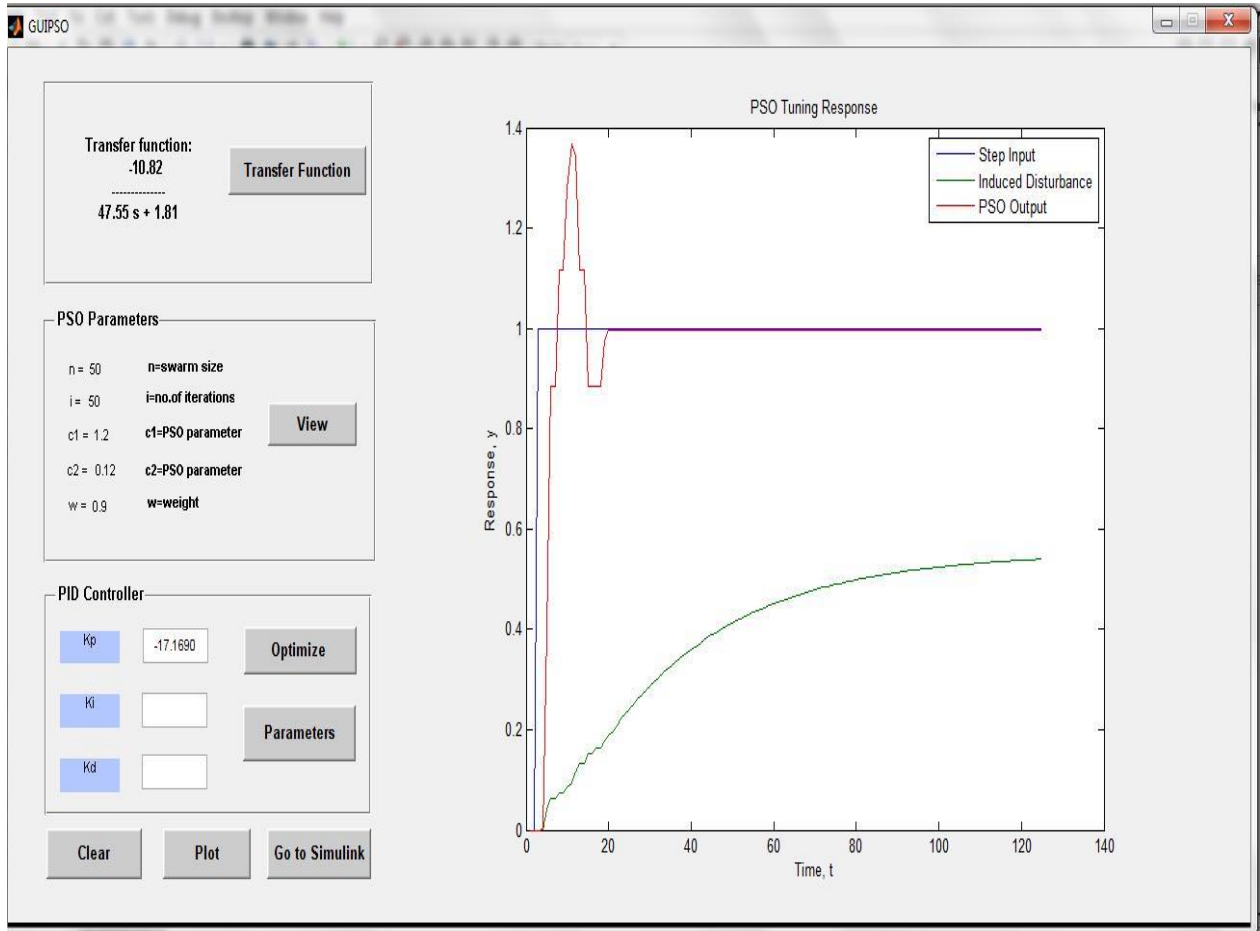 GUIPSO
Transfer function:
-10.82
--------------
47.55 s + 1.81
Transfer Function
PSO Parameters
n = 50 n=swarm size
i = 50 i=no.of iterations
c1 = 1.2 c1=PSO parameter
c2 = 0.12 c2=PSO parameter
w = 0.9 w=weight
View
PID Controller
Kp -17.1690
Ki
Kd
Optimize
Parameters
Clear Plot Go to Simulink
PSO Tuning Response
Step Input
Induced Disturbance
PSO Output
1.4
1.2
1
0.8
0.6
0.4
0.2
0
Response, y
0 20 40 60 80 100 120 140
Time, t